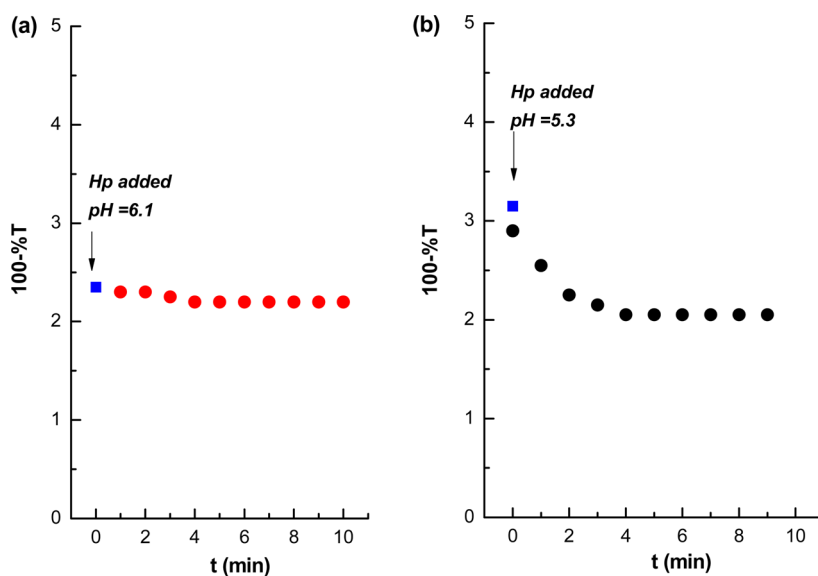 (a)
5
4
3
2
1
0
100-%T
Hp added
pH =6.1
0 2 4 6 8 10
t (min)
(b)
5
4
3
2
1
0
100-%T
Hp added
pH =5.3
0 2 4 6 8 10
t (min)